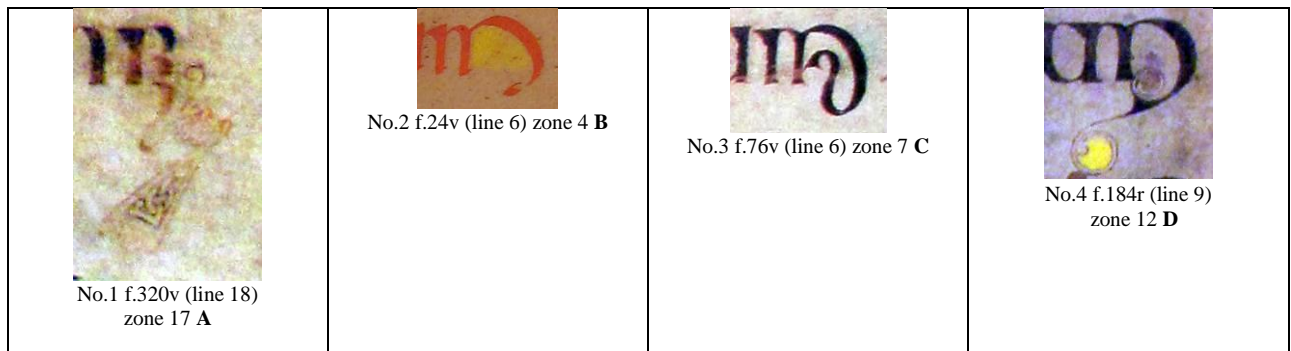 No.1 f.320v (line 18)
zone 17 A
No.2 f.24v (line 6) zone 4 B
No.3 f.76v (line 6) zone 7 C
No.4 f.184r (line 9)
zone 12 D